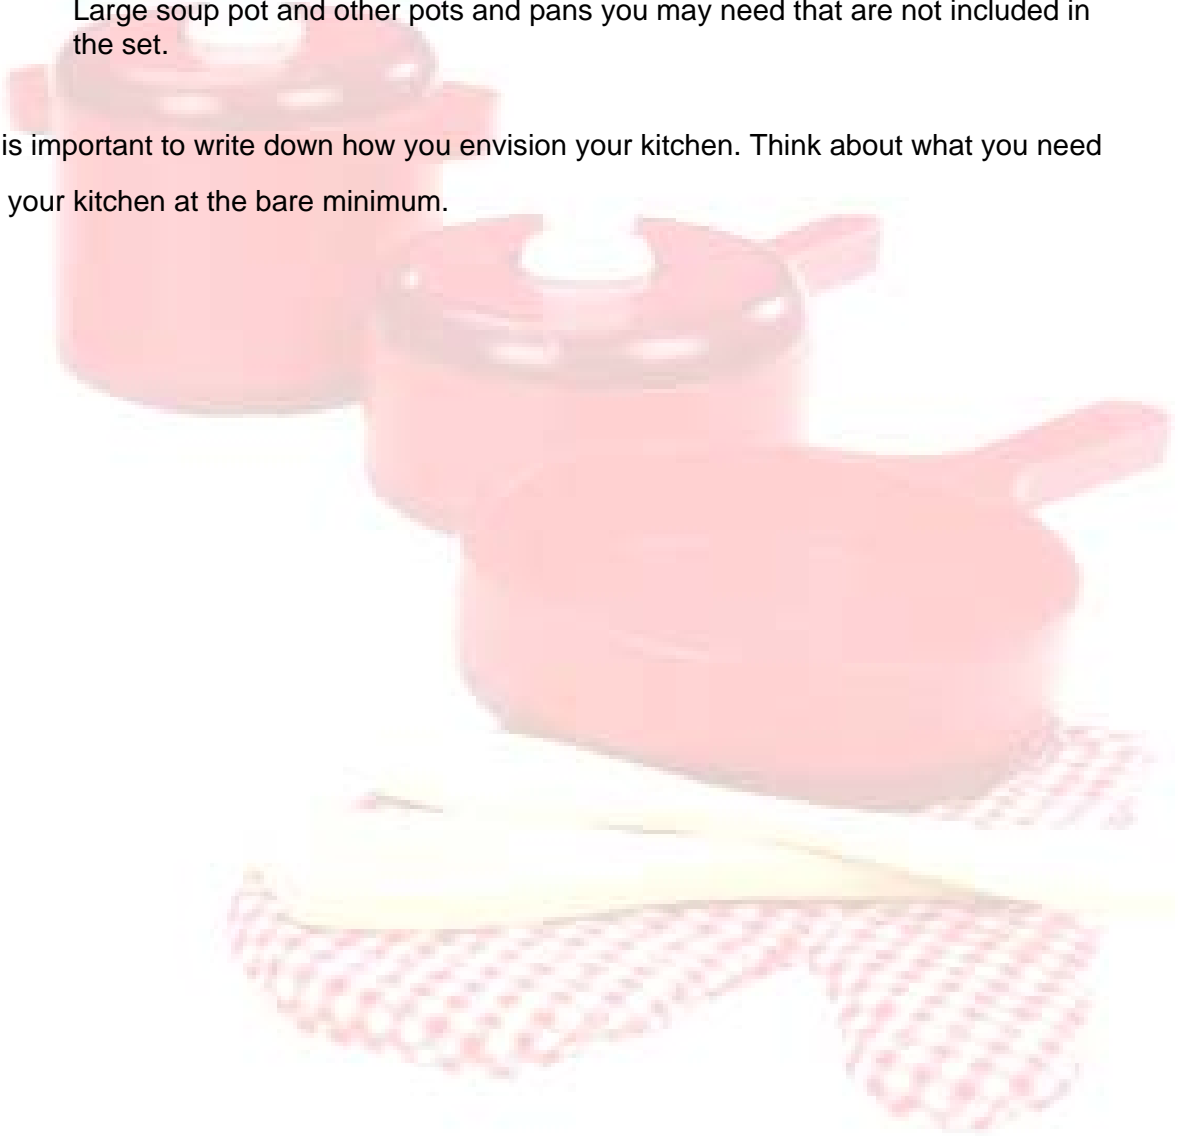 Large soup pot and other pots and pans you may need that are not included in
the set.
is important to write down how you envision your kitchen. Think about what you need
your kitchen at the bare minimum.